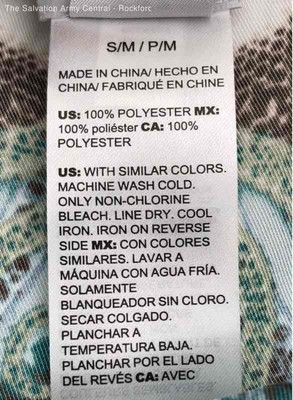 The Salvation Army Central - Rockford
S/M / P/M
MADE IN CHINA/ HECHO EN
CHINA/ FABRIQUÉ EN CHINE
US: 100% POLYESTER MX:
100% poliéster CA: 100%
POLYESTER
US: WITH SIMILAR COLORS.
MACHINE WASH COLD.
ONLY NON-CHLORINE
BLEACH. LINE DRY. COOL
IRON. IRON ON REVERSE
SIDE MX: CON COLORES
SIMILARES. LAVAR A
MÁQUINA CON AGUA FRÍA.
SOLAMENTE
BLANQUEADOR SIN CLORO.
SECAR COLGADO.
PLANCHAR A
TEMPERATURA BAJA.
PLANCHAR POR EL LADO
DEL REVÉS CA: AVEC